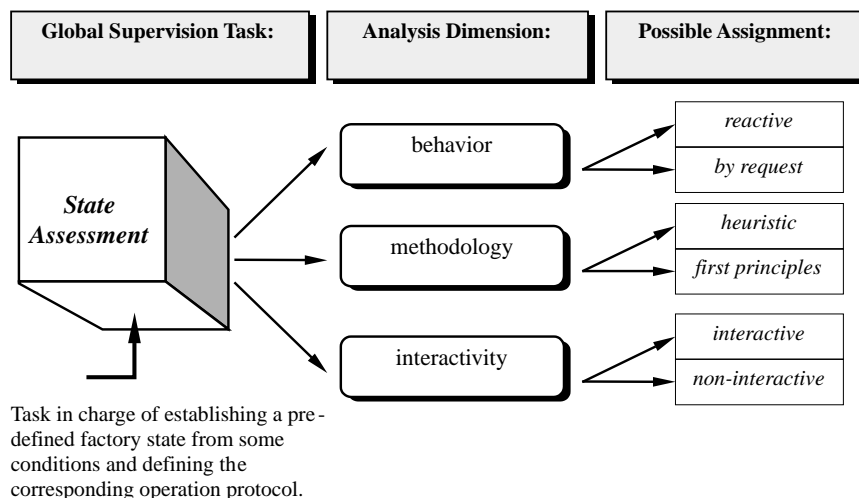 Global Supervision Task:
Analysis Dimension:
Possible Assignment:
State
Assessment
behavior
reactive
by request
methodology
heuristic
first principles
interactivity
interactive
non-interactive
Task in charge of establishing a pre-
defined factory state from some
conditions and defining the
corresponding operation protocol.